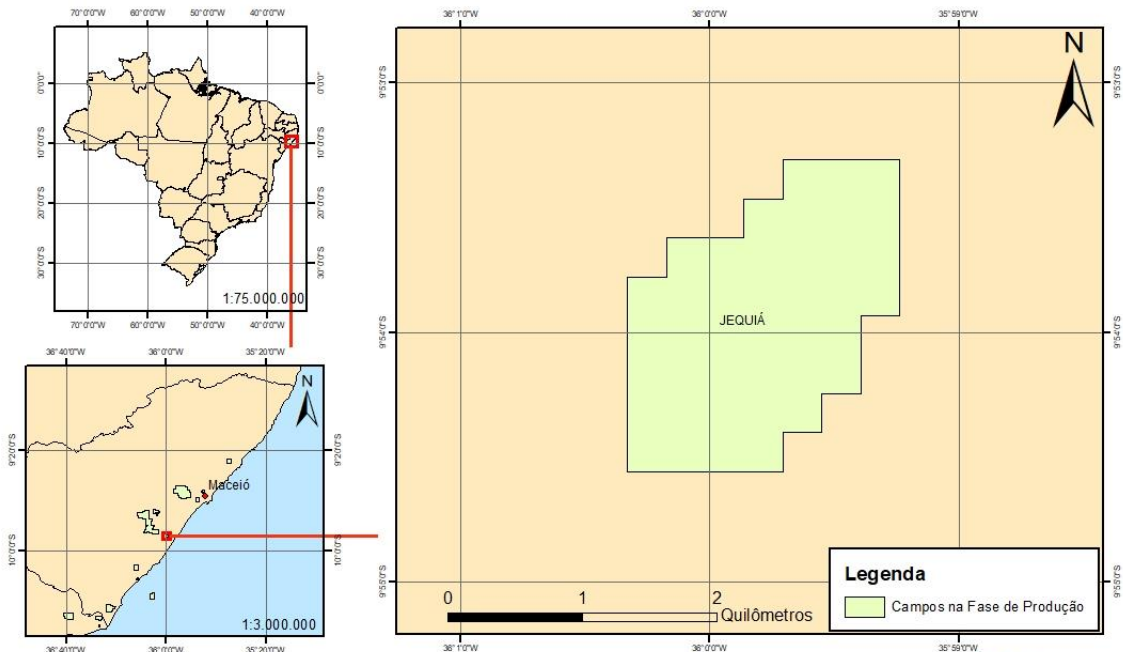 70°0'0"W 60°0'0"W 50°0'0"W 40°0'0"W
0°0'0" 0°0'0"
10°0'0"S 10°0'0"S
20°0'0"S 20°0'0"S
30°0'0"S 30°0'0"S
1:75.000.000
70°0'0"W 60°0'0"W 50°0'0"W 40°0'0"W
36°40'0"W 36°0'0"W 35°20'0"W
N
9°20'0"S 9°20'0"S
Maceió
10°0'0"S 10°0'0"S
1:3.000.000
36°40'0"W 36°0'0"W 35°20'0"W
36°1'0"W 36°0'0"W 35°59'0"W
N
9°53'0"S 9°53'0"S
JEQUIÁ
9°54'0"S 9°54'0"S
9°55'0"S 9°55'0"S
0 1 2
Quilômetros
Legenda
Campos na Fase de Produção
36°1'0"W 36°0'0"W 35°59'0"W